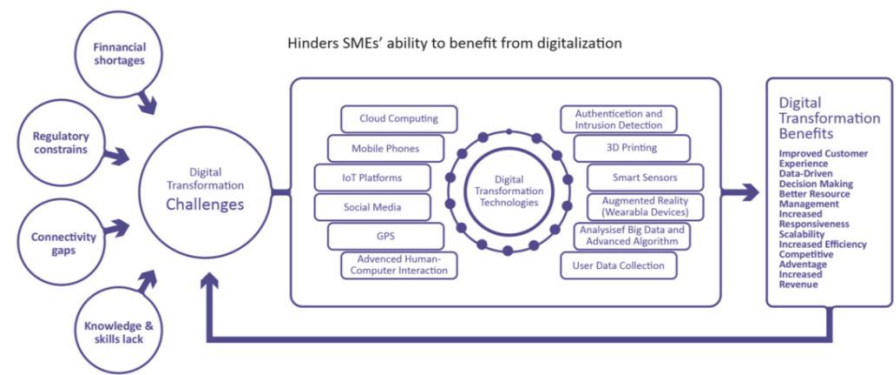 Hinders SMEs' ability to benefit from digitalization
Finnancial
shortages
Regulatory
constrains
Connectivity
gaps
Knowledge &
skills lack
Digital
Transformation
Challenges
Cloud Computing
Mobile Phones
IoT Platforms
Social Media
GPS
Advanced Human-
Computer Interaction
Digital
Transformation
Technologies
Authenticetion and
Intrusion Detection
3D Printing
Smart Sensors
Augmented Reality
(Wearabla Devices)
Analysisef Big Data and
Advanced Algorithm
User Data Collection
Digital
Transformation
Benefits
Improved Customer
Experience
Data-Driven
Decision Making
Better Resource
Management
Increased
Responsiveness
Scalability
Increased Efficiency
Competitive
Advantage
Increased
Revenue